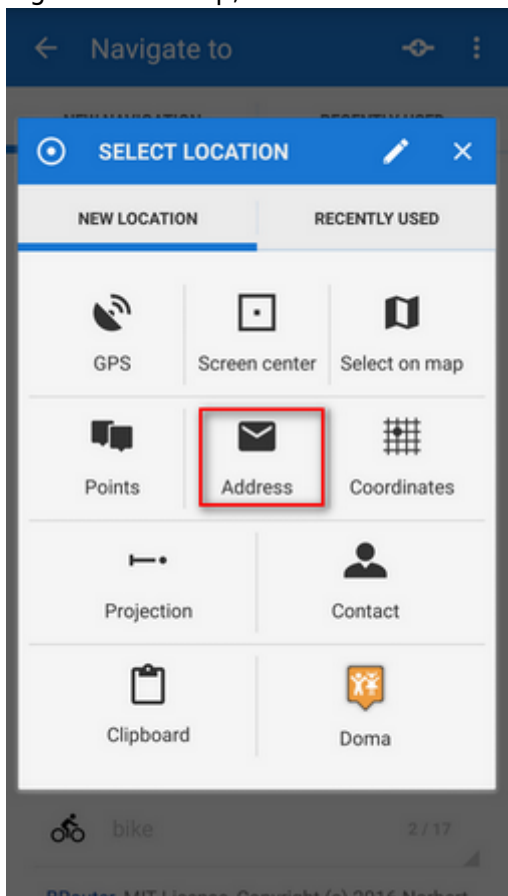 Navigate to
SELECT LOCATION
NEW LOCATION RECENTLY USED
GPS Screen center Select on map
Points Address Coordinates
Projection Contact
Clipboard Doma
bike 2 / 17